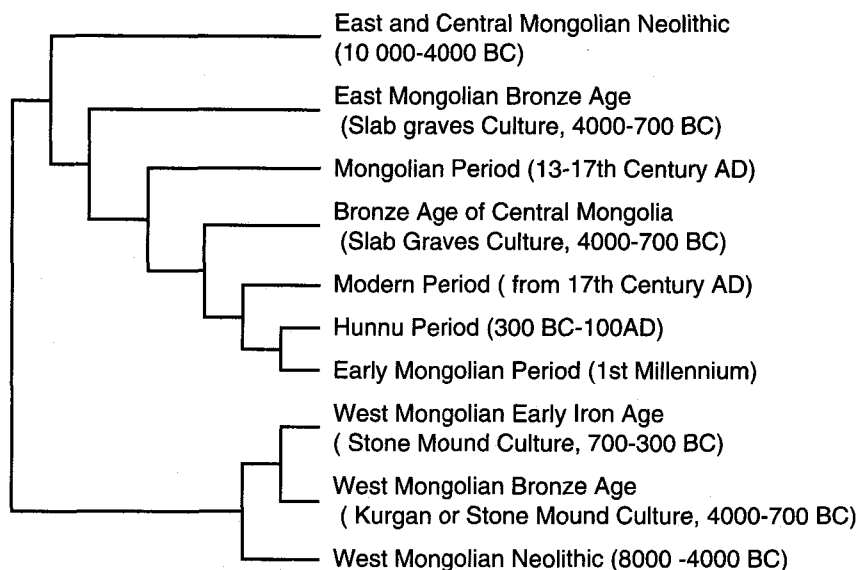 East and Central Mongolian Neolithic
(10 000-4000 BC)
East Mongolian Bronze Age
(Slab graves Culture, 4000-700 BC)
Mongolian Period (13-17th Century AD)
Bronze Age of Central Mongolia
(Slab Graves Culture, 4000-700 BC)
Modern Period ( from 17th Century AD)
Hunnu Period (300 BC-100AD)
Early Mongolian Period (1st Millennium)
West Mongolian Early Iron Age
( Stone Mound Culture, 700-300 BC)
West Mongolian Bronze Age
( Kurgan or Stone Mound Culture, 4000-700 BC)
West Mongolian Neolithic (8000 -4000 BC)